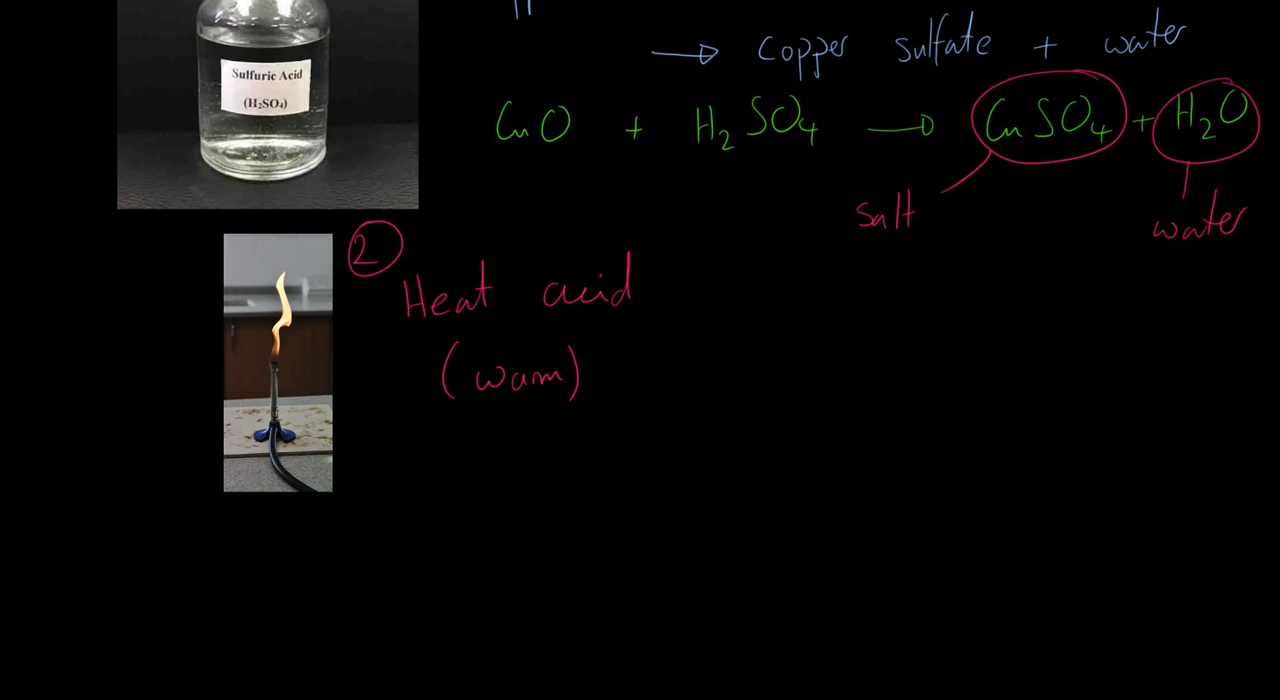 Sulfuric Acid
(H₂SO₄)
→ Copper sulfate + water
CuO + H₂SO₄ → CuSO₄ + H₂O
Salt
water
2
Heat acid
(warm)